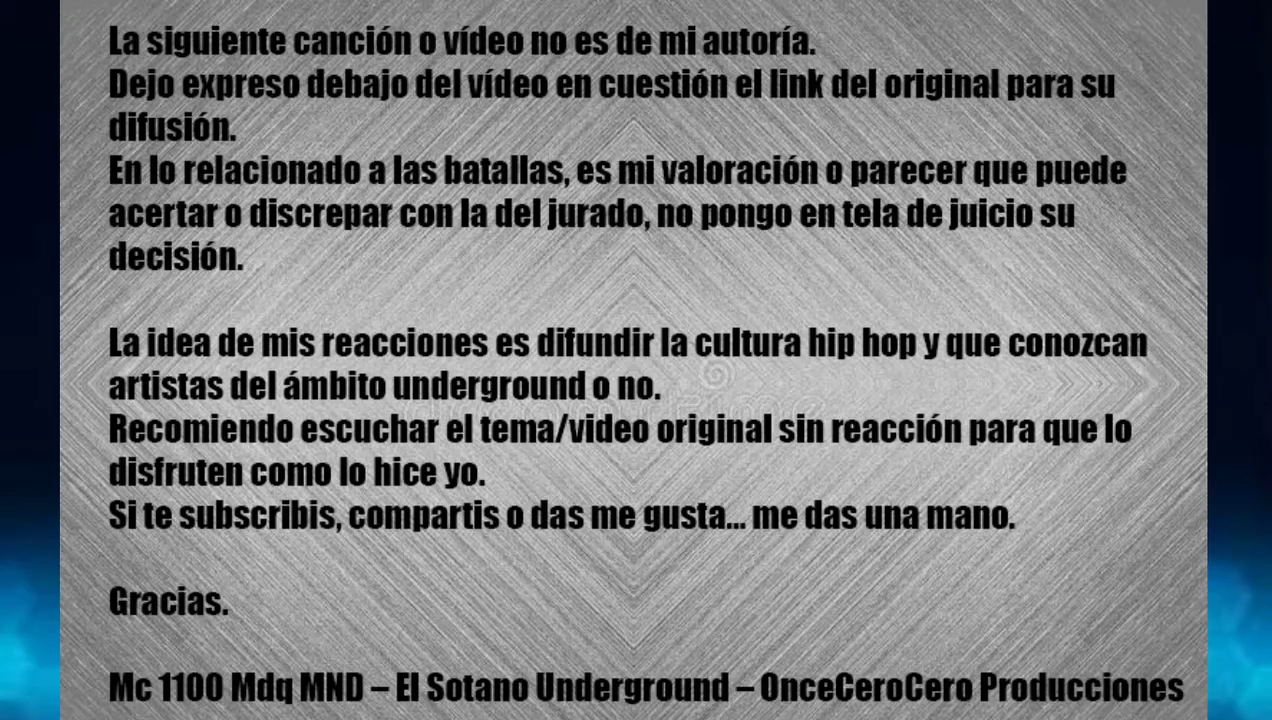 La siguiente canción o vídeo no es de mi autoría.
Dejo expreso debajo del vídeo en cuestión el link del original para su
difusión.
En lo relacionado a las batallas, es mi valoración o parecer que puede
acertar o discrepar con la del jurado, no pongo en tela de juicio su
decisión.
La idea de mis reacciones es difundir la cultura hip hop y que conozcan
artistas del ámbito underground o no.
Recomiendo escuchar el tema/video original sin reacción para que lo
disfruten como lo hice yo.
Si te subscribis, compartis o das me gusta... me das una mano.
Gracias.
Mc 1100 Mdq MND – El Sotano Underground – OnceCeroCero Producciones